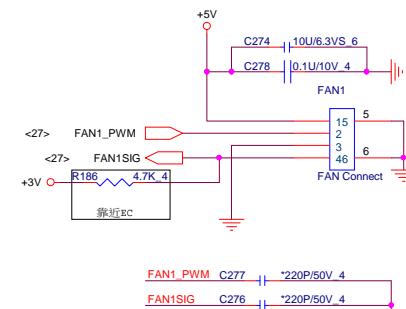 +5V
C274 10U/6.3VS_6
C278 0.1U/10V_4
FAN1
<27> FAN1_PWM
<27> FAN1SIG
15
2
3
46
5
6
FAN Connect
+3V R186 4.7K_4
靠近EC
FAN1_PWM C277 *220P/50V_4
FAN1SIG C276 *220P/50V_4